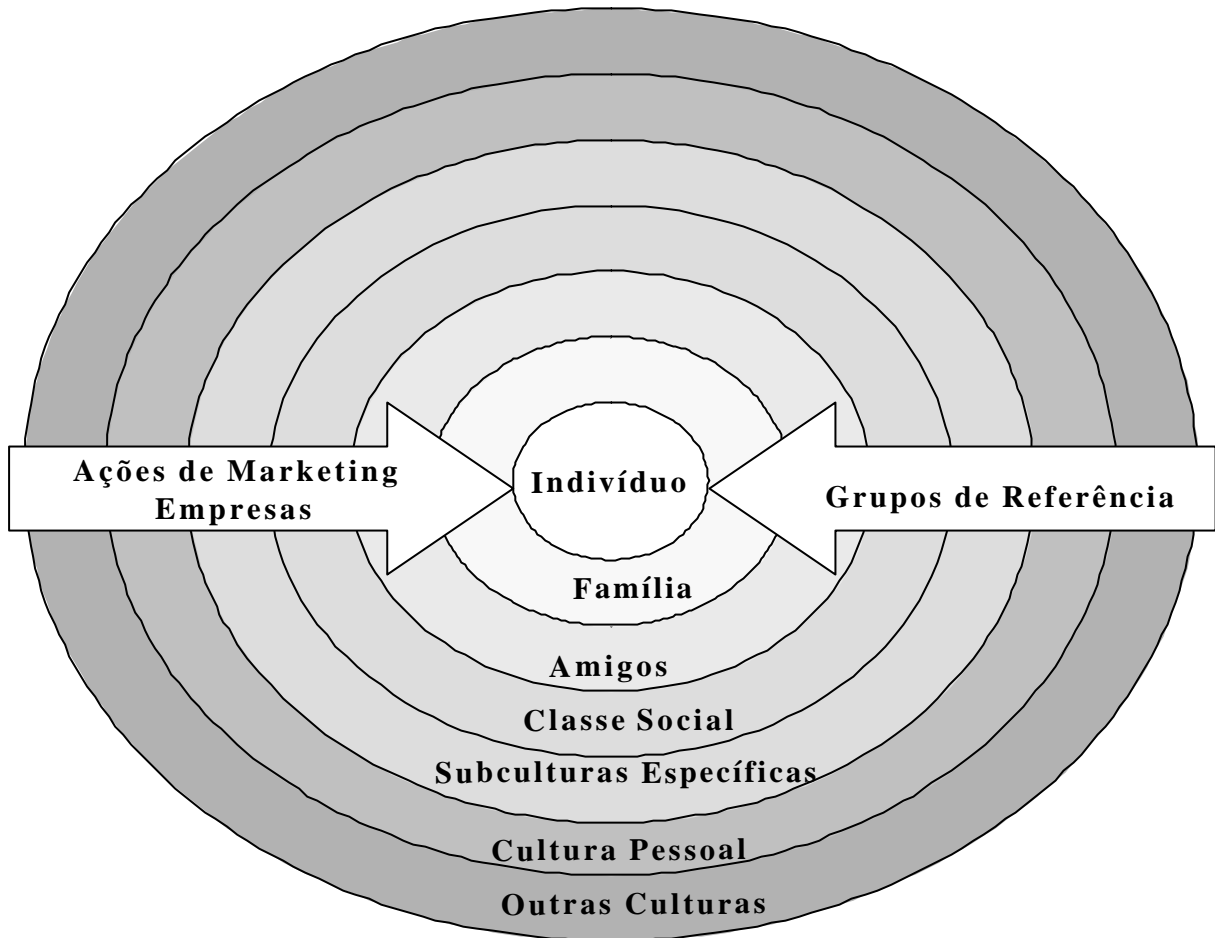 Ações de Marketing
Empresas
Indivíduo
Grupos de Referência
Família
Amigos
Classe Social
Subculturas Específicas
Cultura Pessoal
Outras Culturas